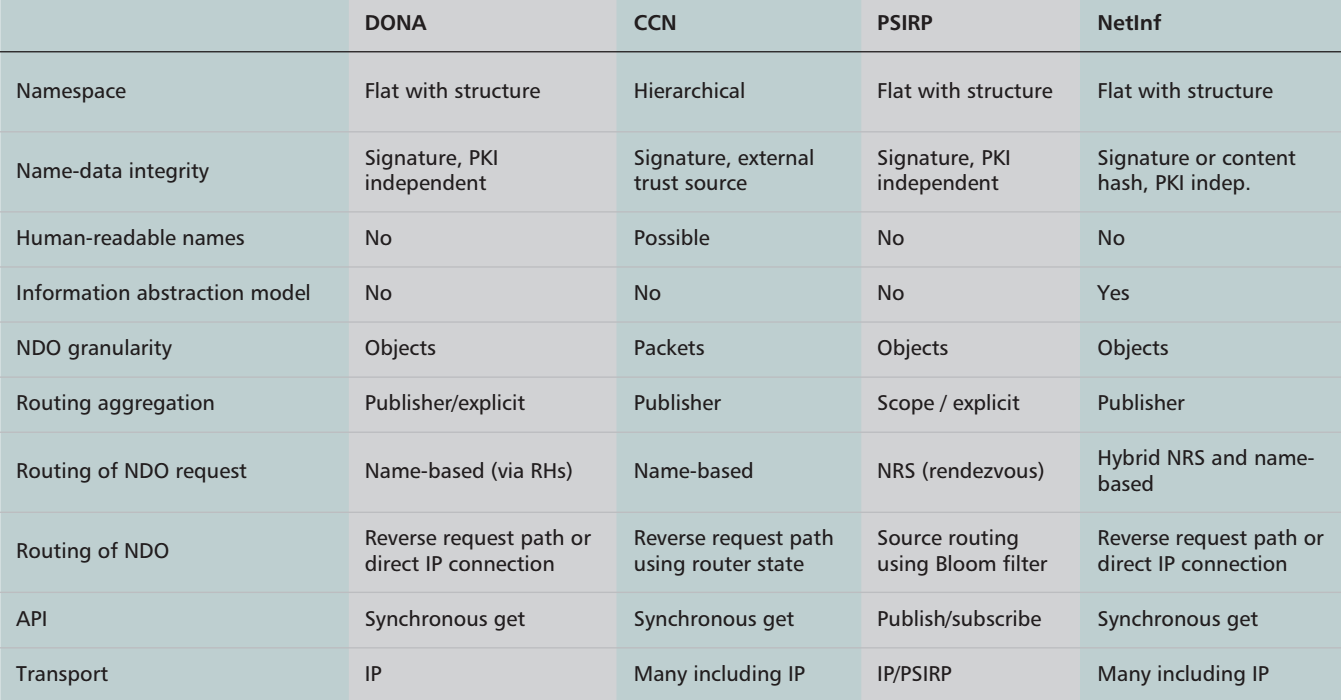 DONA CCN PSIRP NetInf
Namespace Flat with structure Hierarchical Flat with structure Flat with structure
Name-data integrity Signature, PKI independent Signature, external trust source Signature, PKI independent Signature or content hash, PKI indep.
Human-readable names No Possible No No
Information abstraction model No No No Yes
NDO granularity Objects Packets Objects Objects
Routing aggregation Publisher/explicit Publisher Scope / explicit Publisher
Routing of NDO request Name-based (via RHs) Name-based NRS (rendezvous) Hybrid NRS and name-based
Routing of NDO Reverse request path or direct IP connection Reverse request path using router state Source routing using Bloom filter Reverse request path or direct IP connection
API Synchronous get Synchronous get Publish/subscribe Synchronous get
Transport IP Many including IP IP/PSIRP Many including IP